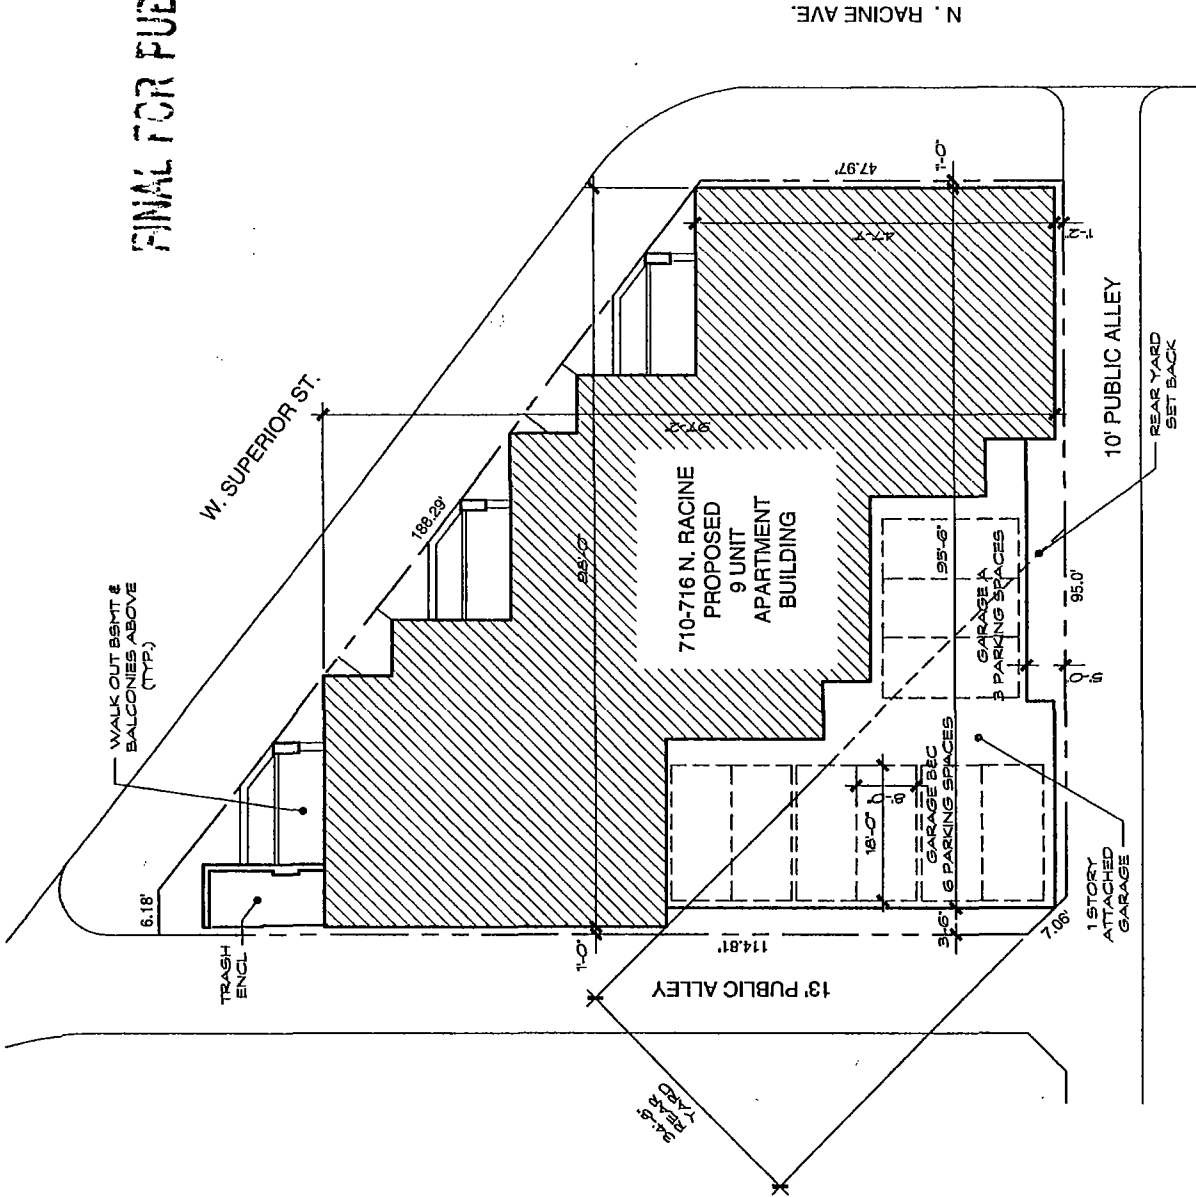 FINAL FOR PUB
N. RACINE AVE.
W. SUPERIOR ST.
WALK OUT BSMT &
BALCONIES ABOVE
(TYP.)
188.29'
47.97'
1'-0"
47'-7"
1'-2"
97'-2"
98'-0"
710-716 N. RACINE
PROPOSED
9 UNIT
APARTMENT
BUILDING
10' PUBLIC ALLEY
REAR YARD
SET BACK
95'-6"
GARAGE A
3 PARKING SPACES
95.0'
5'-0"
GARAGE B&C
6 PARKING SPACES
18'-0"
8'-0"
3'-6"
7.06'
1 STORY
ATTACHED
GARAGE
6.18'
TRASH
ENCL
1'-0"
114.81'
13' PUBLIC ALLEY
REAR
YARD